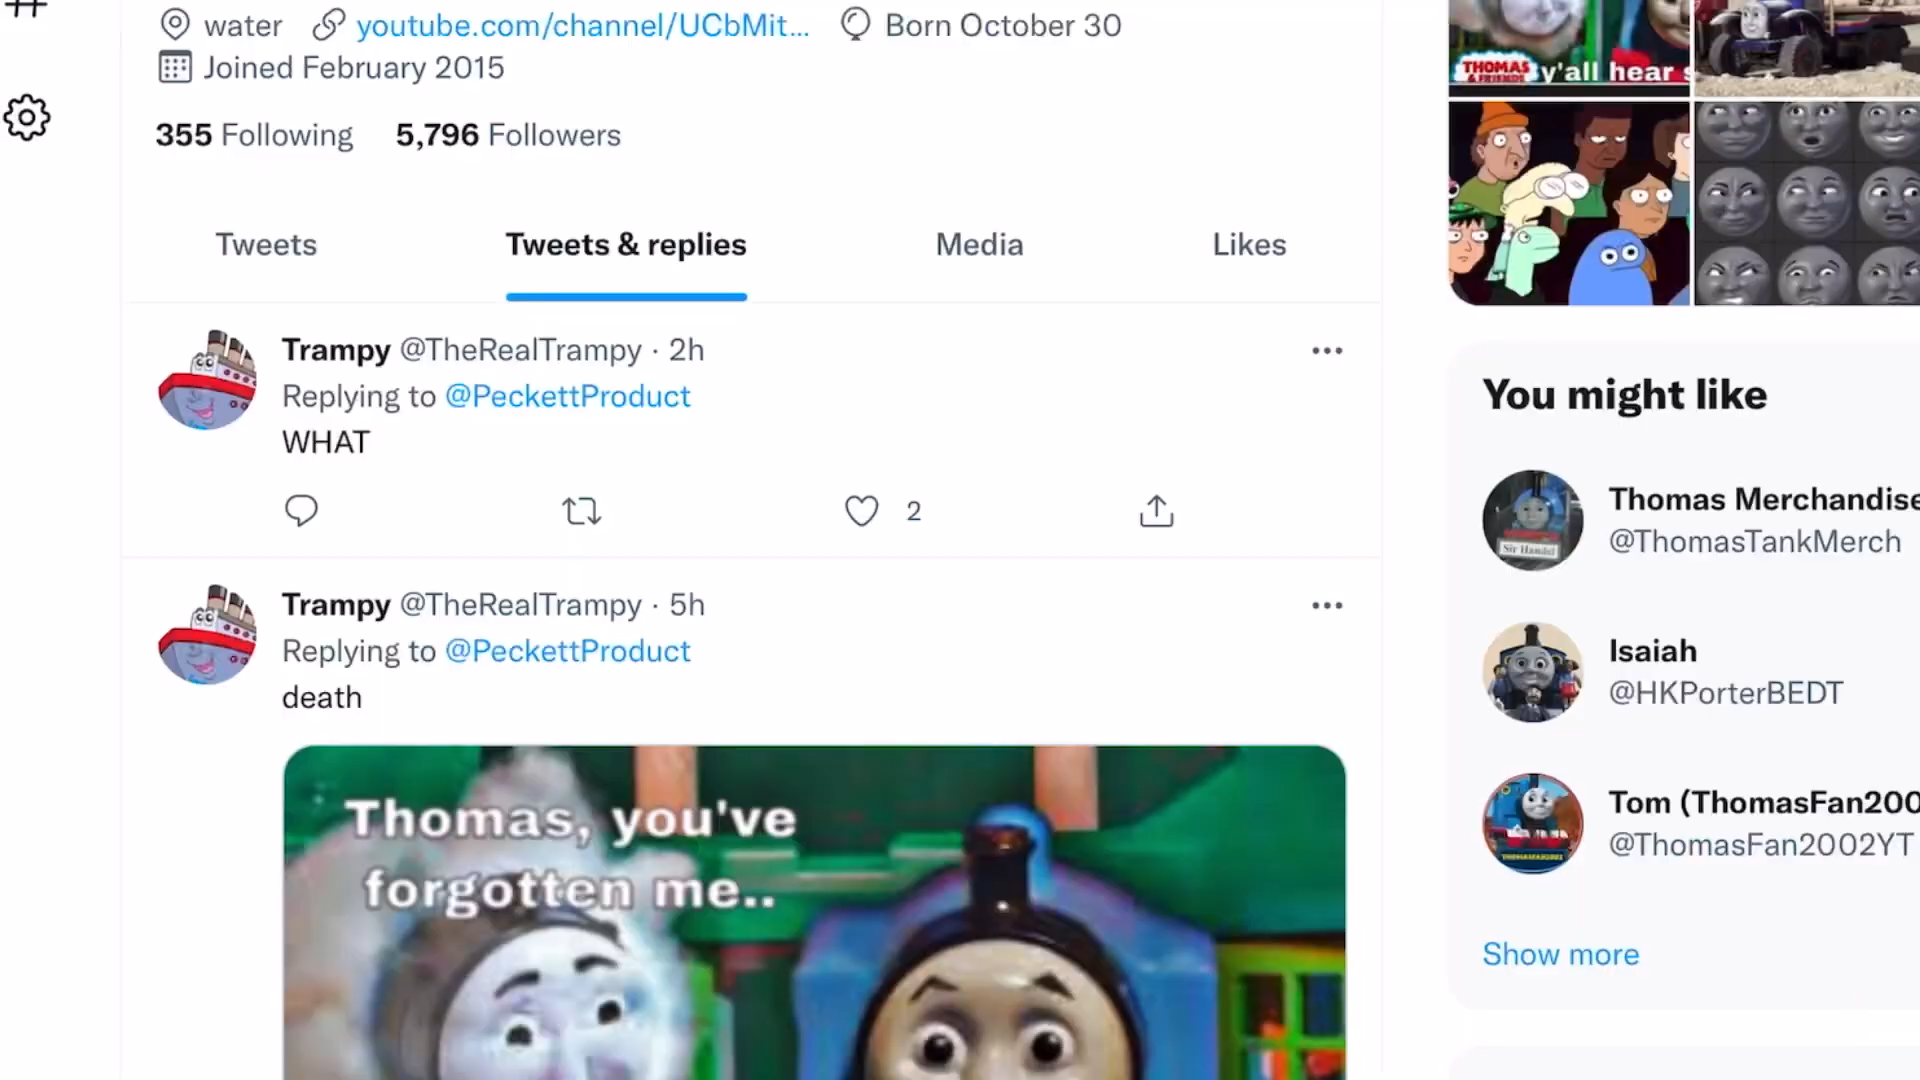 water youtube.com/channel/UCbMit... Born October 30
Joined February 2015
355 Following 5,796 Followers
Tweets Tweets & replies Media Likes
Trampy @TheRealTrampy · 2h
Replying to @PeckettProduct
WHAT
2
Trampy @TheRealTrampy · 5h
Replying to @PeckettProduct
death
Thomas, you've
forgotten me..
THOMAS
& FRIENDS
y'all hear s
You might like
Sir Handel
Thomas Merchandise
@ThomasTankMerch
Isaiah
@HKPorterBEDT
Tom (ThomasFan200
@ThomasFan2002YT
Show more